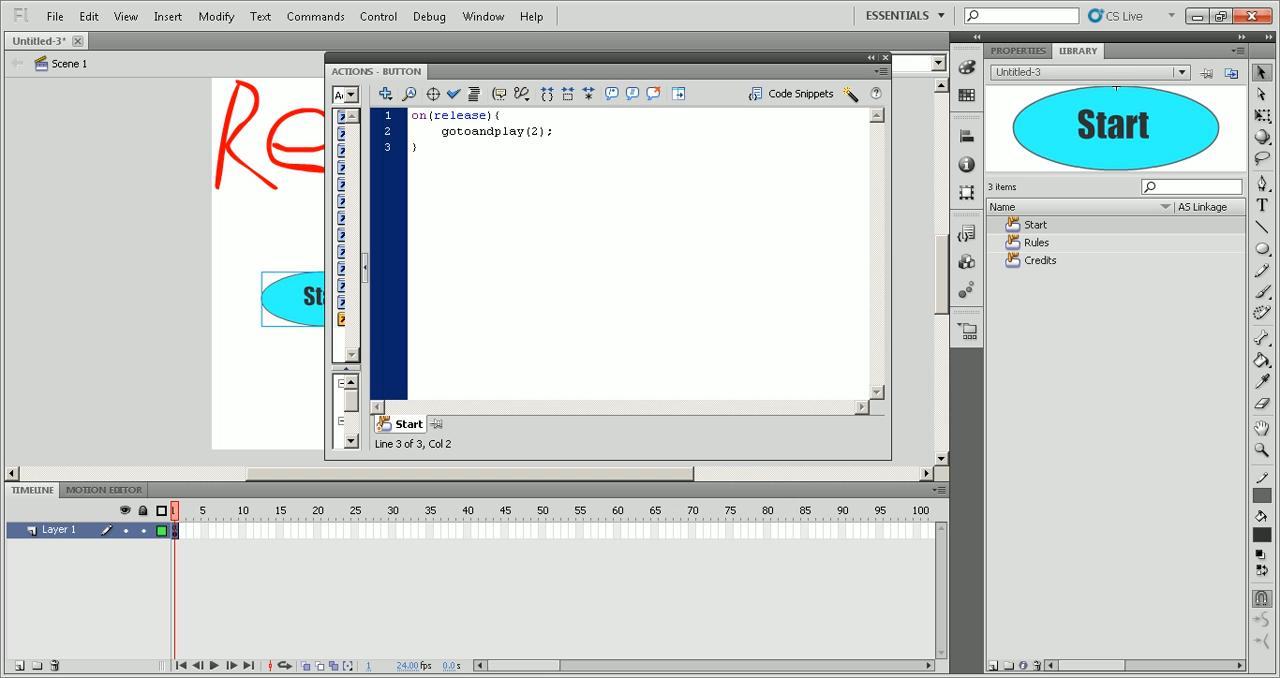 Fl File Edit View Insert Modify Text Commands Control Debug Window Help ESSENTIALS CS Live
Untitled-3*
Scene 1
Re
Sta
ACTIONS - BUTTON
Code Snippets
1 on(release){
2 gotoandplay(2);
3 }
Start
Line 3 of 3, Col 2
PROPERTIES LIBRARY
Untitled-3
Start
3 items
Name AS Linkage
Start
Rules
Credits
TIMELINE MOTION EDITOR
1 5 10 15 20 25 30 35 40 45 50 55 60 65 70 75 80 85 90 95 100
Layer 1
1 24.00 fps 0.0 s